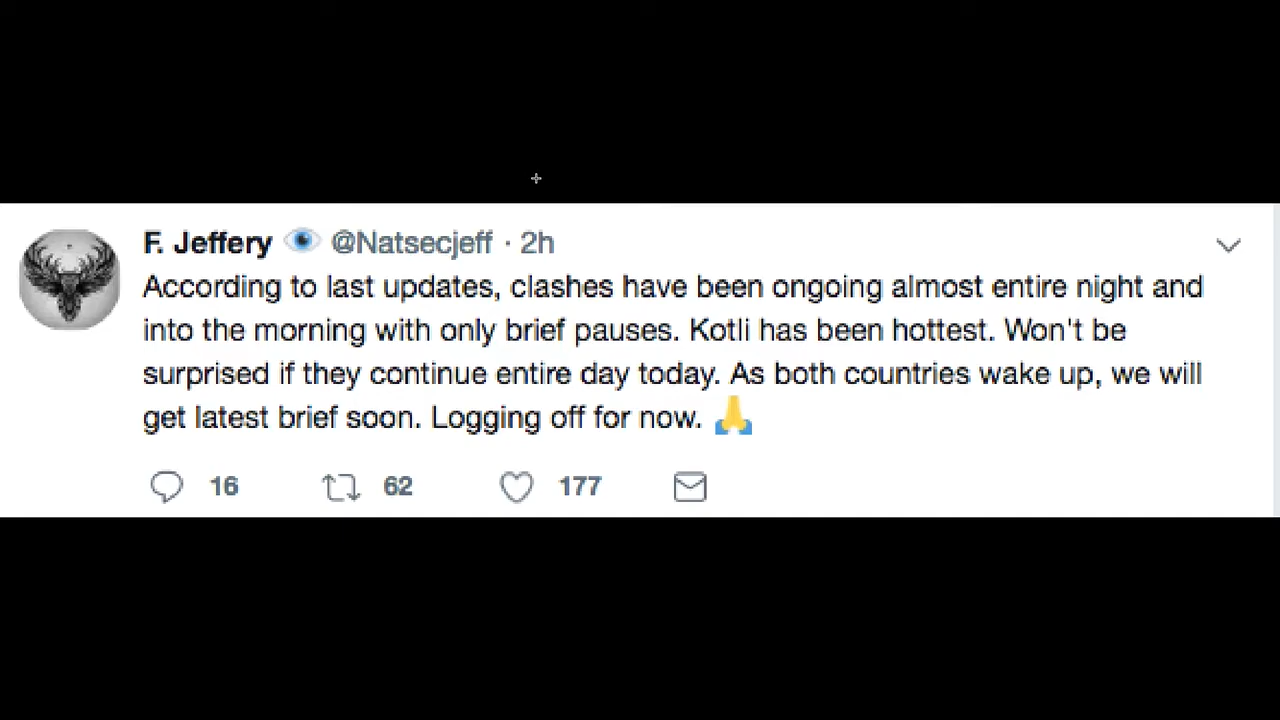 F. Jeffery 👁 @Natsecjeff · 2h
According to last updates, clashes have been ongoing almost entire night and
into the morning with only brief pauses. Kotli has been hottest. Won't be
surprised if they continue entire day today. As both countries wake up, we will
get latest brief soon. Logging off for now. 🙏
16 62 177